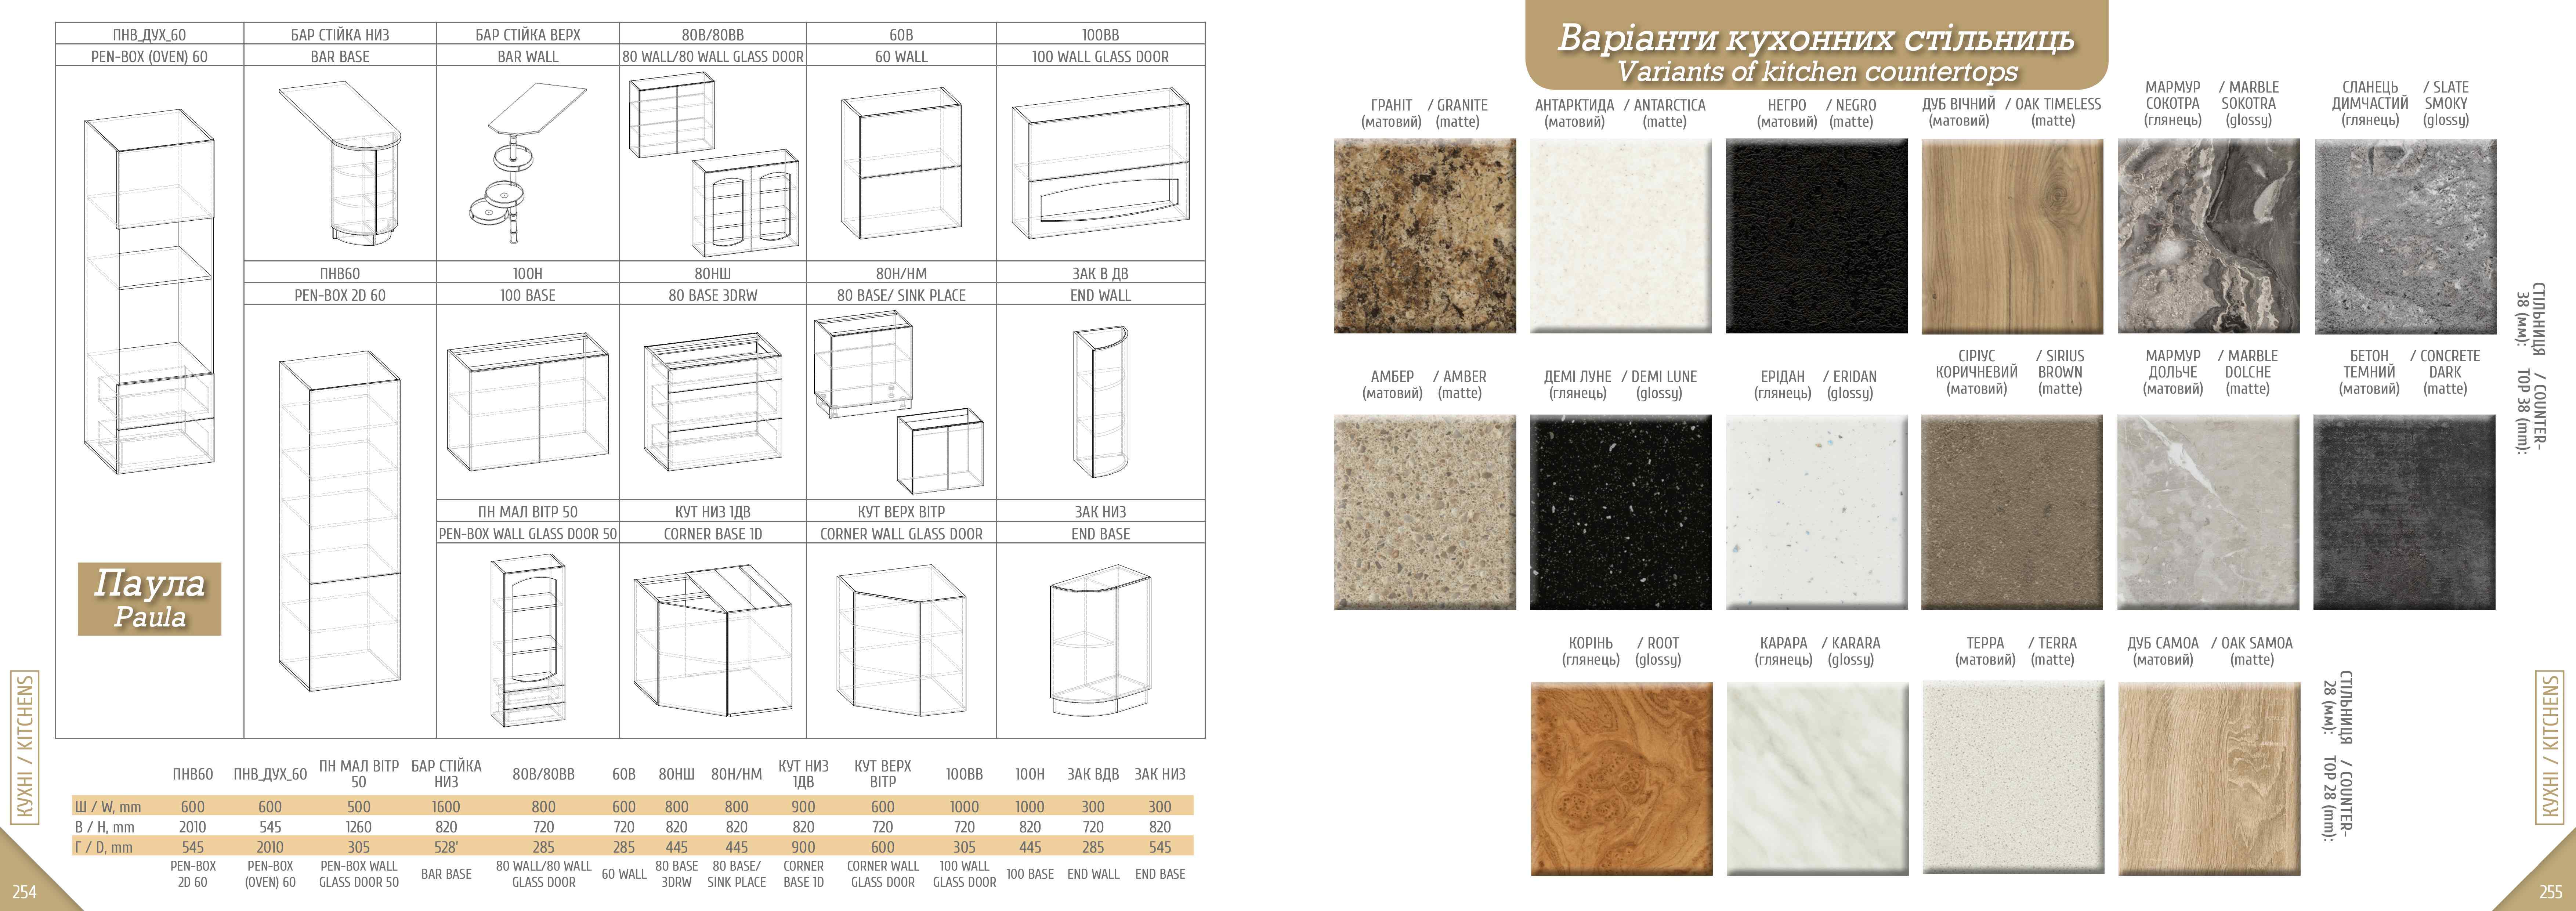 ПНВ_ДУХ_60
PEN-BOX (OVEN) 60
БАР СТІЙКА НИЗ
BAR BASE
БАР СТІЙКА ВЕРХ
BAR WALL
80В/80ВВ
80 WALL/80 WALL GLASS DOOR
60В
60 WALL
100ВВ
100 WALL GLASS DOOR
ПНВ60
PEN-BOX 2D 60
100Н
100 BASE
80НШ
80 BASE 3DRW
80Н/НМ
80 BASE/ SINK PLACE
ЗАК В ДВ
END WALL
ПН МАЛ ВІТР 50
PEN-BOX WALL GLASS DOOR 50
КУТ НИЗ 1ДВ
CORNER BASE 1D
КУТ ВЕРХ ВІТР
CORNER WALL GLASS DOOR
ЗАК НИЗ
END BASE
Паула
Paula
КУХНІ / KITCHENS
254
ПНВ60 ПНВ_ДУХ_60 ПН МАЛ ВІТР 50 БАР СТІЙКА НИЗ 80В/80ВВ 60В 80НШ 80Н/НМ КУТ НИЗ 1ДВ КУТ ВЕРХ ВІТР 100ВВ 100Н ЗАК ВДВ ЗАК НИЗ
Ш / W, mm 600 600 500 1600 800 600 800 800 900 600 1000 1000 300 300
В / H, mm 2010 545 1260 820 720 720 820 820 820 720 720 820 720 820
Г / D, mm 545 2010 305 528' 285 285 445 445 900 600 305 445 285 545
PEN-BOX 2D 60 PEN-BOX (OVEN) 60 PEN-BOX WALL GLASS DOOR 50 BAR BASE 80 WALL/80 WALL GLASS DOOR 60 WALL 80 BASE 3DRW 80 BASE/ SINK PLACE CORNER BASE 1D CORNER WALL GLASS DOOR 100 WALL GLASS DOOR 100 BASE END WALL END BASE
Варіанти кухонних стільниць
Variants of kitchen countertops
ГРАНІТ / GRANITE
(матовий) (matte)
АНТАРКТИДА / ANTARCTICA
(матовий) (matte)
НЕГРО / NEGRO
(матовий) (matte)
ДУБ ВІЧНИЙ / OAK TIMELESS
(матовий) (matte)
МАРМУР / MARBLE
СОКОТРА SOKOTRA
(глянець) (glossy)
СЛАНЕЦЬ / SLATE
ДИМЧАСТИЙ SMOKY
(глянець) (glossy)
АМБЕР / AMBER
(матовий) (matte)
ДЕМІ ЛУНЕ / DEMI LUNE
(глянець) (glossy)
ЕРІДАН / ERIDAN
(глянець) (glossy)
СІРІУС / SIRIUS
КОРИЧНЕВИЙ BROWN
(матовий) (matte)
МАРМУР / MARBLE
ДОЛЬЧЕ DOLCHE
(матовий) (matte)
БЕТОН / CONCRETE
ТЕМНИЙ DARK
(матовий) (matte)
СТІЛЬНИЦЯ / COUNTER-
38 (мм): TOP 38 (mm):
КОРІНЬ / ROOT
(глянець) (glossy)
КАРАРА / KARARA
(глянець) (glossy)
ТЕРРА / TERRA
(матовий) (matte)
ДУБ САМОА / OAK SAMOA
(матовий) (matte)
СТІЛЬНИЦЯ / COUNTER-
28 (мм): TOP 28 (mm):
КУХНІ / KITCHENS
255